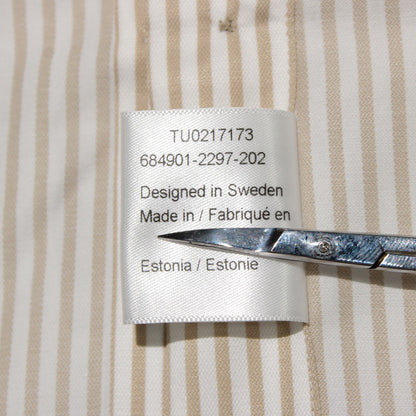 TU0217173
684901-2297-202
Designed in Sweden
Made in / Fabriqué en
Estonia / Estonie